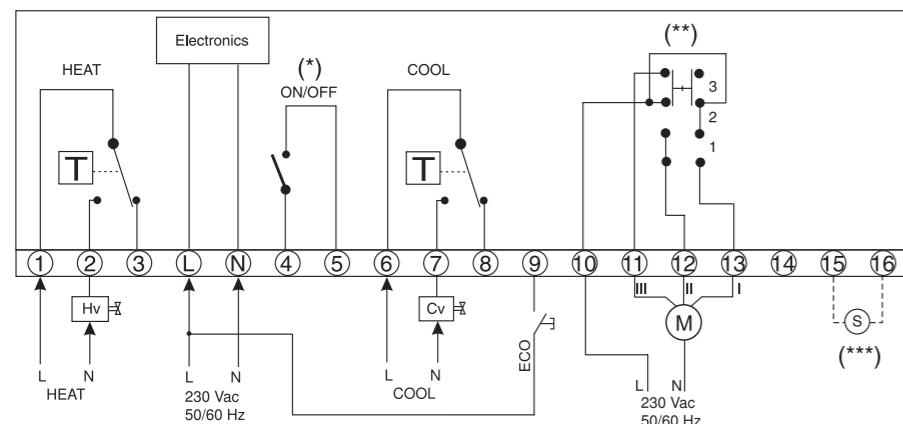 Electronics
(**)
HEAT
(*)
ON/OFF
COOL
3
2
1
T
T
1 2 3 L N 4 5 6 7 8 9 10 11 12 13 14 15 16
III II I
Hv
Cv
M
S
ECO
(***)
L N
HEAT
L N
230 Vac
50/60 Hz
L N
COOL
L N
230 Vac
50/60 Hz